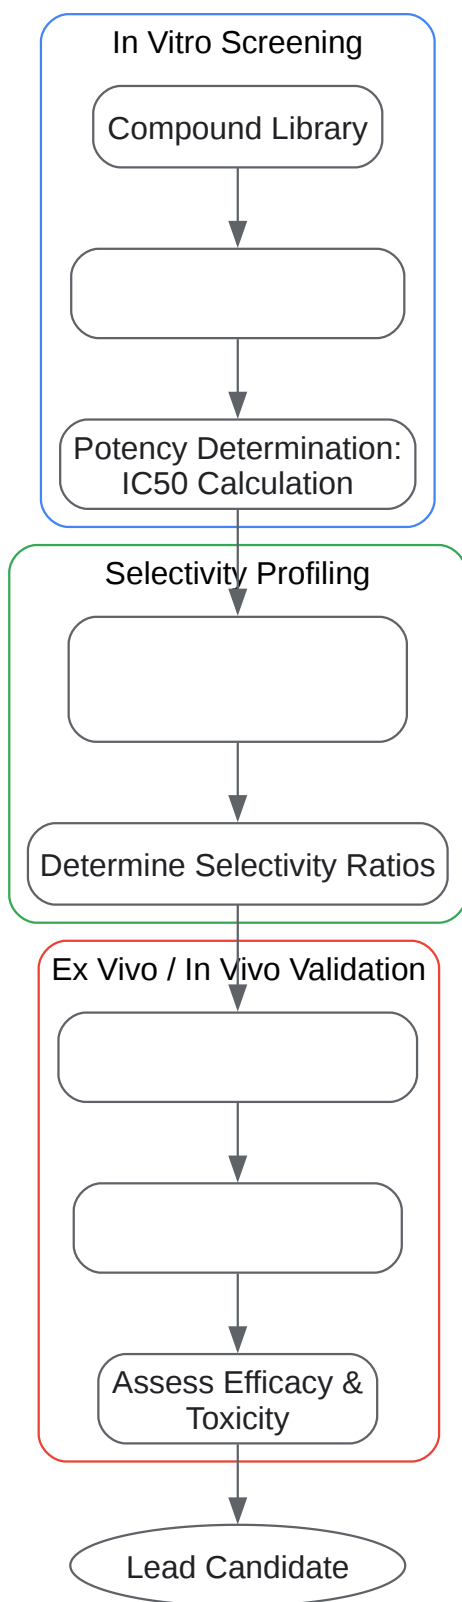 In Vitro Screening
Compound Library
Potency Determination:
IC50 Calculation
Selectivity Profiling
Determine Selectivity Ratios
Ex Vivo / In Vivo Validation
Assess Efficacy &
Toxicity
Lead Candidate